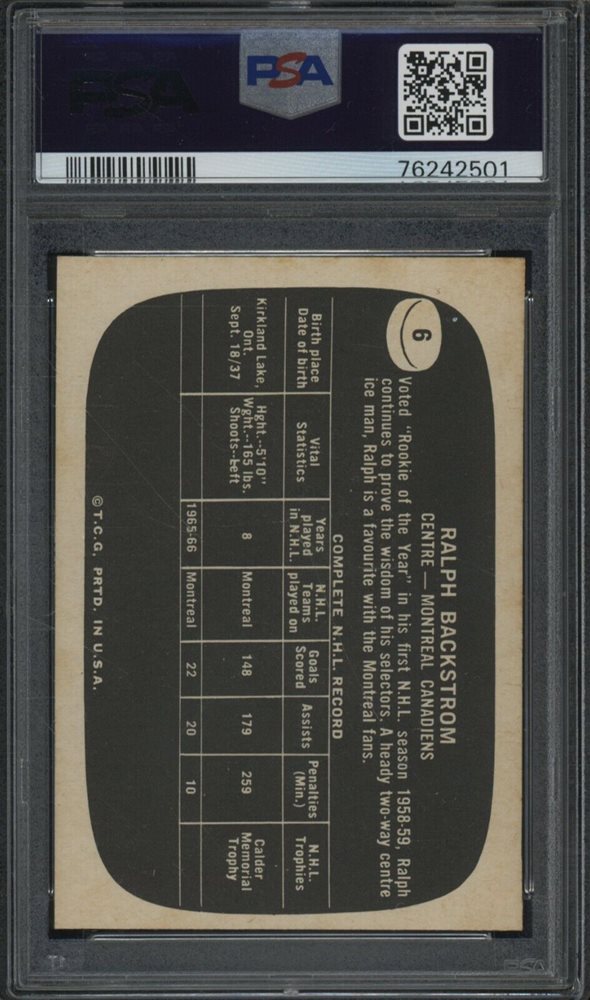 PSA
PSA
76242501
6
RALPH BACKSTROM
CENTRE — MONTREAL CANADIENS
Voted "Rookie of the Year" in his first N.H.L. season 1958-59, Ralph
continues to prove the wisdom of his selectors. A heady two-way centre
ice man, Ralph is a favourite with the Montreal fans.
COMPLETE N.H.L. RECORD
Birth place
Date of birth
Vital
Statistics
Years
played
in N.H.L.
N.H.L.
Teams
played on
Goals
Scored
Assists
Penalties
(Min.)
N.H.L.
Trophies
Kirkland Lake,
Ont.
Sept. 18/37
Hght.--5'10"
Wght.--165 lbs.
Shoots--Left
8
Montreal
148
179
259
Calder
Memorial
Trophy
1965-66
Montreal
22
20
10
© T.C.G. PRTD. IN U.S.A.
PSA